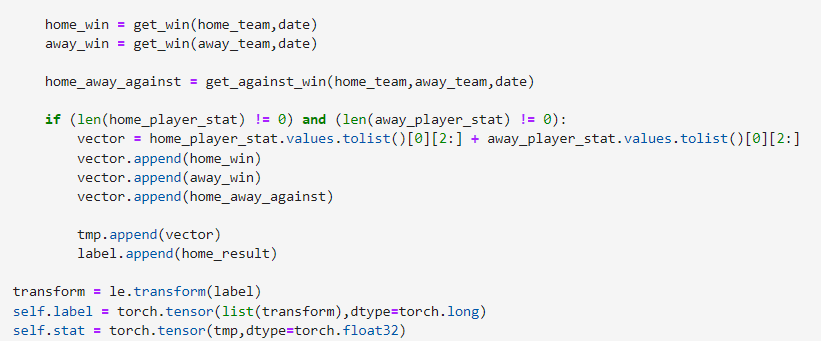 home_win = get_win(home_team,date)
away_win = get_win(away_team,date)
home_away_against = get_against_win(home_team,away_team,date)
if (len(home_player_stat) != 0) and (len(away_player_stat) != 0):
vector = home_player_stat.values.tolist()[0][2:] + away_player_stat.values.tolist()[0][2:]
vector.append(home_win)
vector.append(away_win)
vector.append(home_away_against)
tmp.append(vector)
label.append(home_result)
transform = le.transform(label)
self.label = torch.tensor(list(transform),dtype=torch.long)
self.stat = torch.tensor(tmp,dtype=torch.float32)